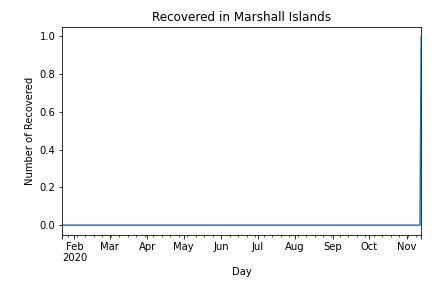 Recovered in Marshall Islands
1.0
0.8
0.6
0.4
0.2
0.0
Number of Recovered
Feb Mar Apr May Jun Jul Aug Sep Oct Nov
2020
Day